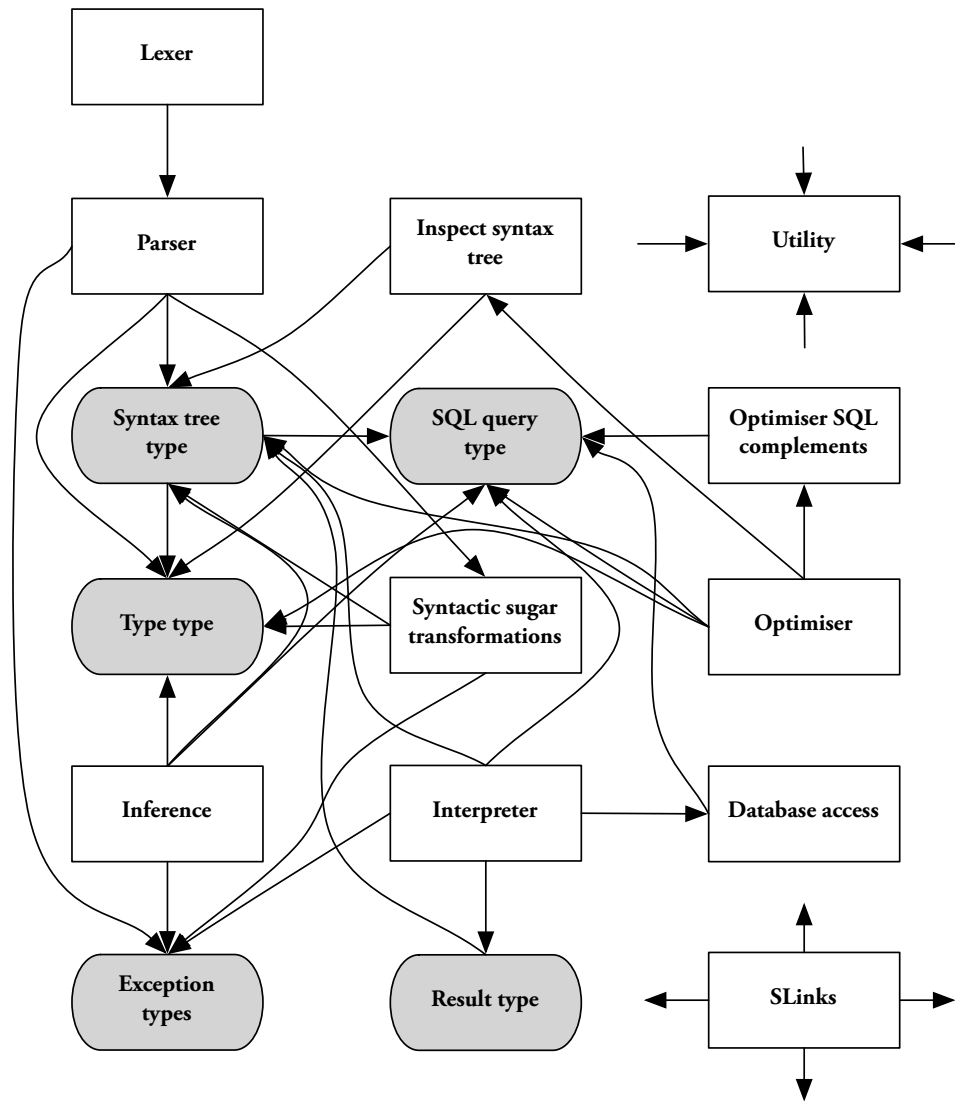 Lexer
Parser
Inspect syntax
tree
Utility
Syntax tree
type
SQL query
type
Optimiser SQL
complements
Type type
Syntactic sugar
transformations
Optimiser
Inference
Interpreter
Database access
Exception
types
Result type
SLinks